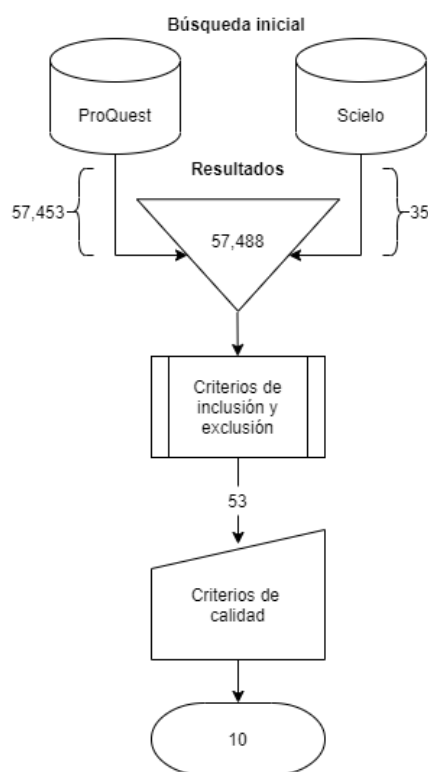 Búsqueda inicial
ProQuest
Scielo
Resultados
57,453
35
57,488
Criterios de
inclusión y
exclusión
53
Criterios de
calidad
10